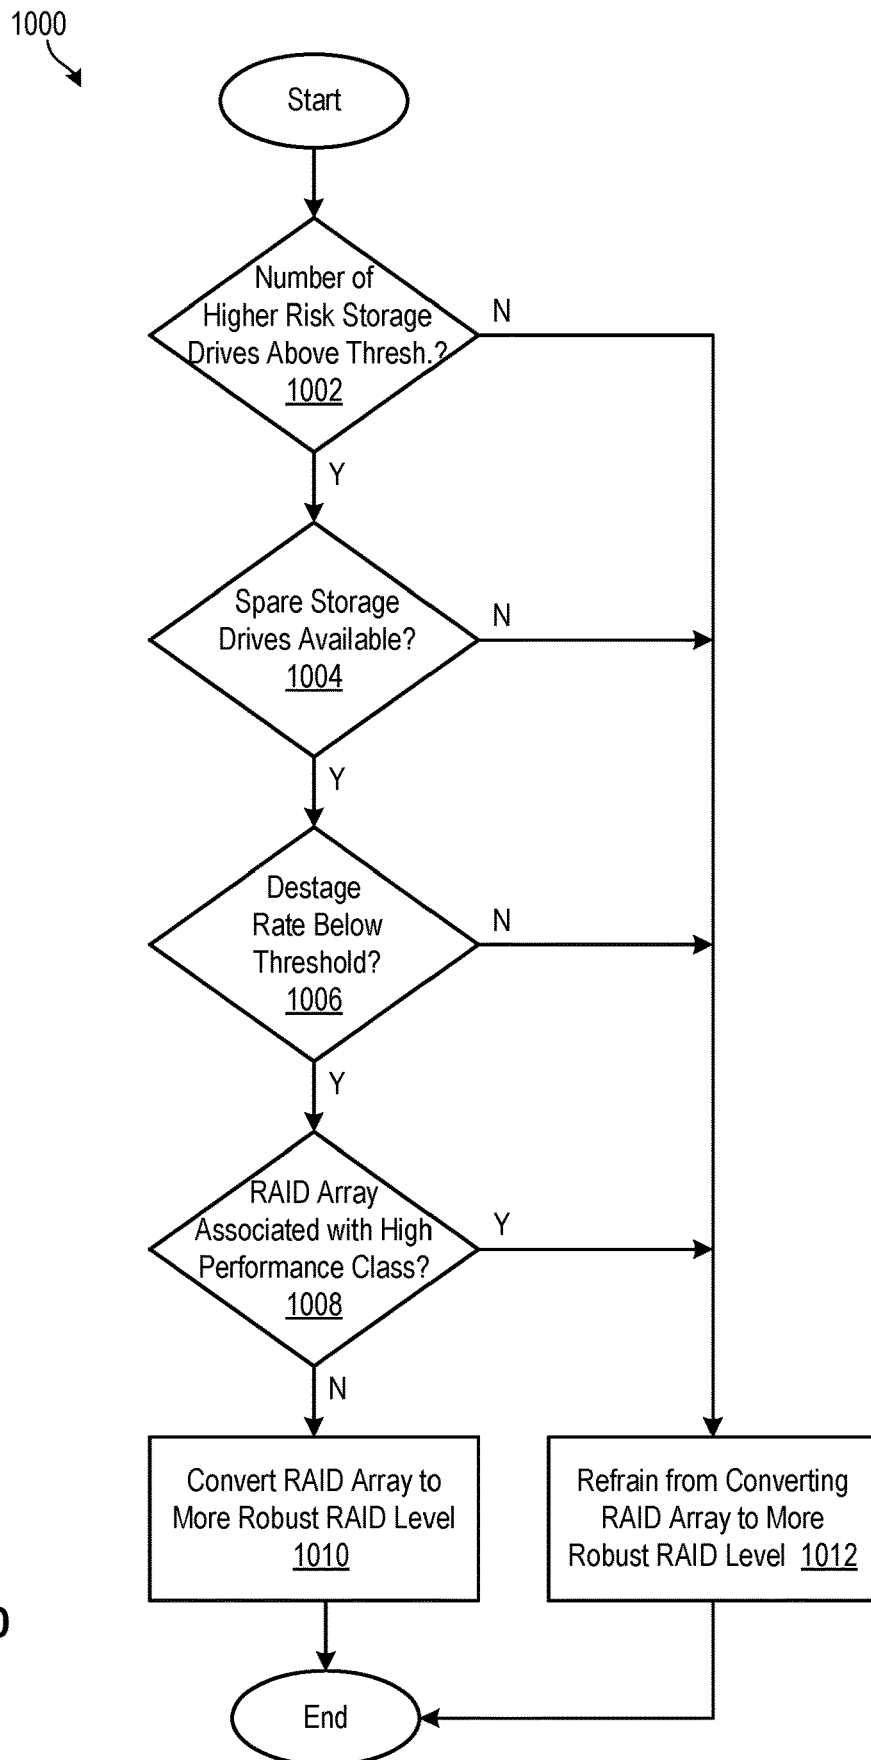 1000
Start
Number of
Higher Risk Storage
Drives Above Thresh.?
1002
N
Y
Spare Storage
Drives Available?
1004
N
Y
Destage
Rate Below
Threshold?
1006
N
Y
RAID Array
Associated with High
Performance Class?
1008
Y
N
Convert RAID Array to
More Robust RAID Level
1010
Refrain from Converting
RAID Array to More
Robust RAID Level 1012
End